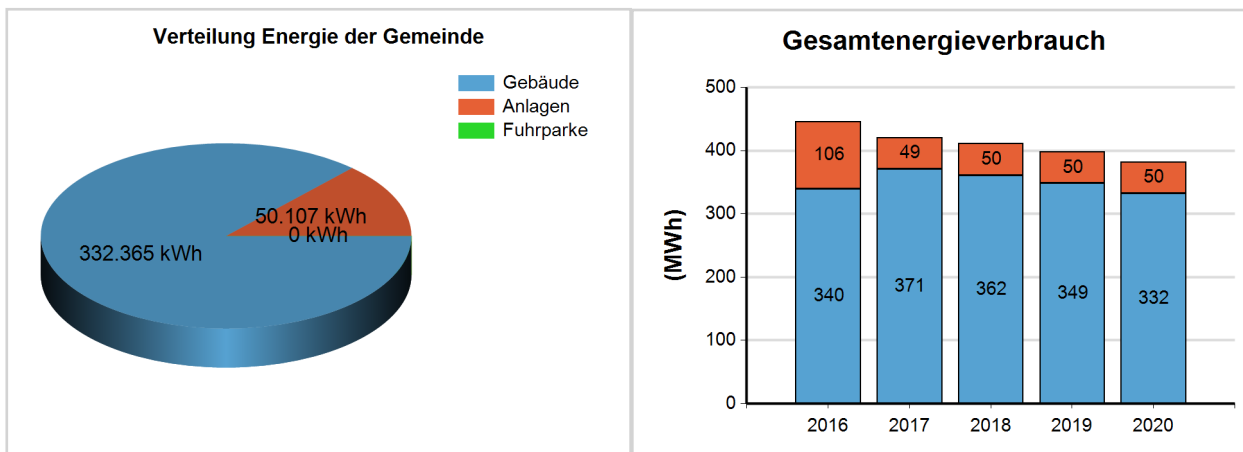 Verteilung Energie der Gemeinde
Gebäude
Anlagen
Fuhrparke
50.107 kWh
0 kWh
332.365 kWh
Gesamtenergieverbrauch
(MWh)
500
400
300
200
100
0
106
49
50
50
50
340
371
362
349
332
2016
2017
2018
2019
2020